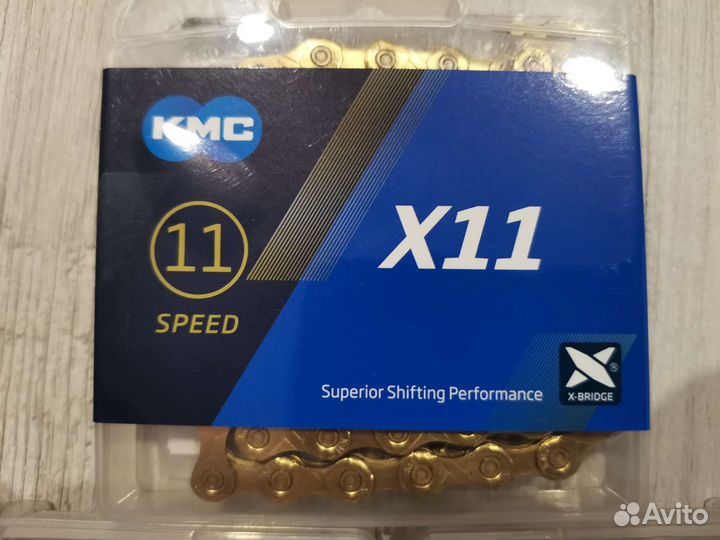 KMC
11
SPEED
X11
Superior Shifting Performance
X-BRIDGE
®
Avito